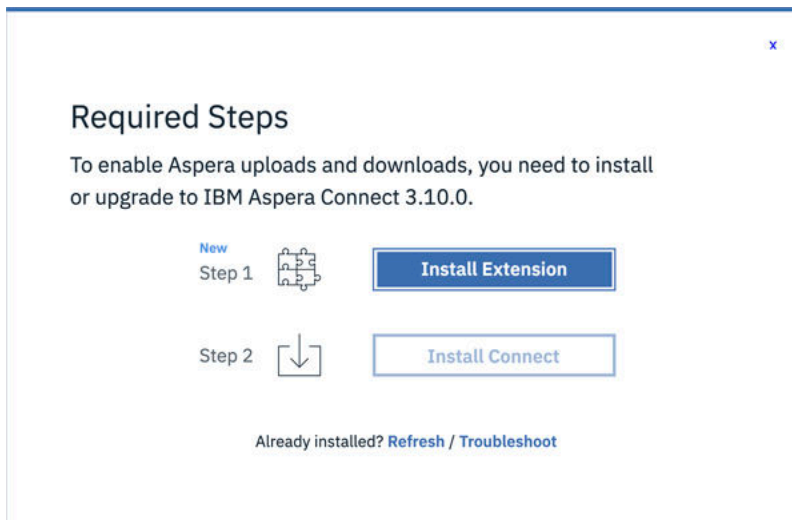 x
Required Steps
To enable Aspera uploads and downloads, you need to install
or upgrade to IBM Aspera Connect 3.10.0.
New
Step 1
Install Extension
Step 2
Install Connect
Already installed? Refresh / Troubleshoot